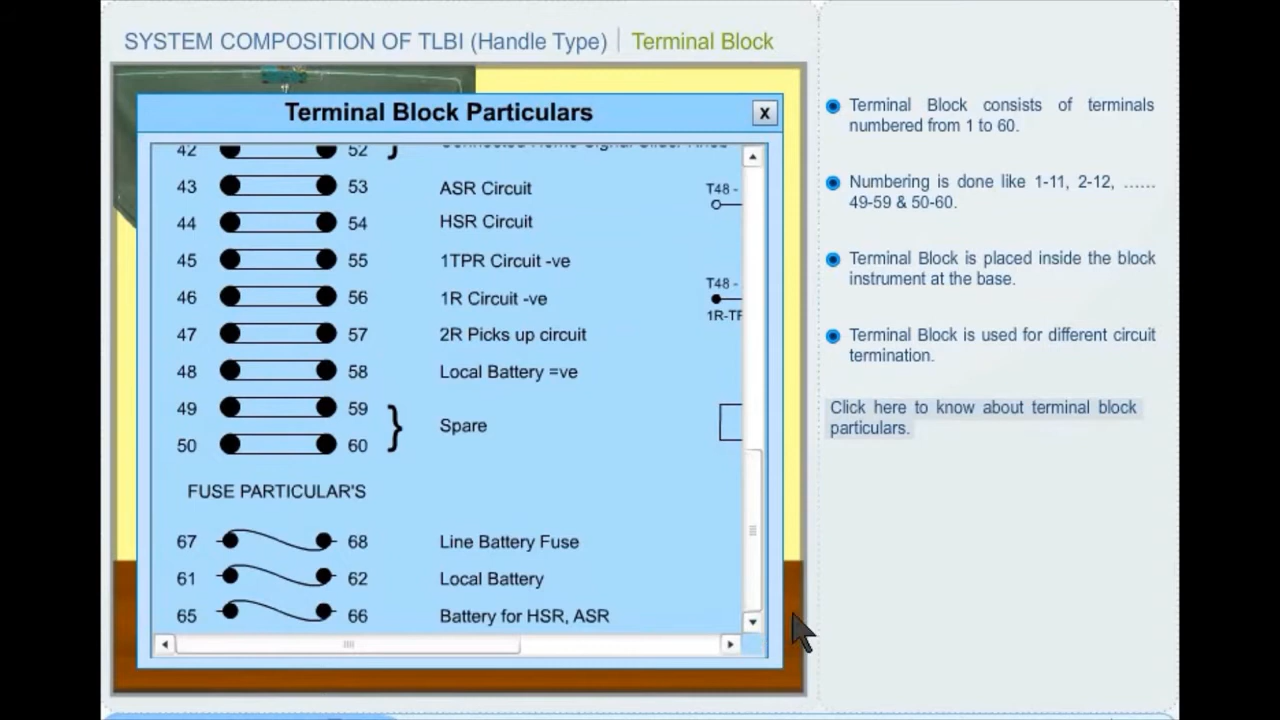 SYSTEM COMPOSITION OF TLBI (Handle Type) | Terminal Block
Terminal Block Particulars
X
42 52 }
43 53 ASR Circuit T48 -
44 54 HSR Circuit
45 55 1TPR Circuit -ve
46 56 1R Circuit -ve T48 -
1R-TF
47 57 2R Picks up circuit
48 58 Local Battery =ve
49 59
} Spare
50 60
FUSE PARTICULAR'S
67 68 Line Battery Fuse
61 62 Local Battery
65 66 Battery for HSR, ASR
Terminal Block consists of terminals
numbered from 1 to 60.
Numbering is done like 1-11, 2-12, ......
49-59 & 50-60.
Terminal Block is placed inside the block
instrument at the base.
Terminal Block is used for different circuit
termination.
Click here to know about terminal block
particulars.